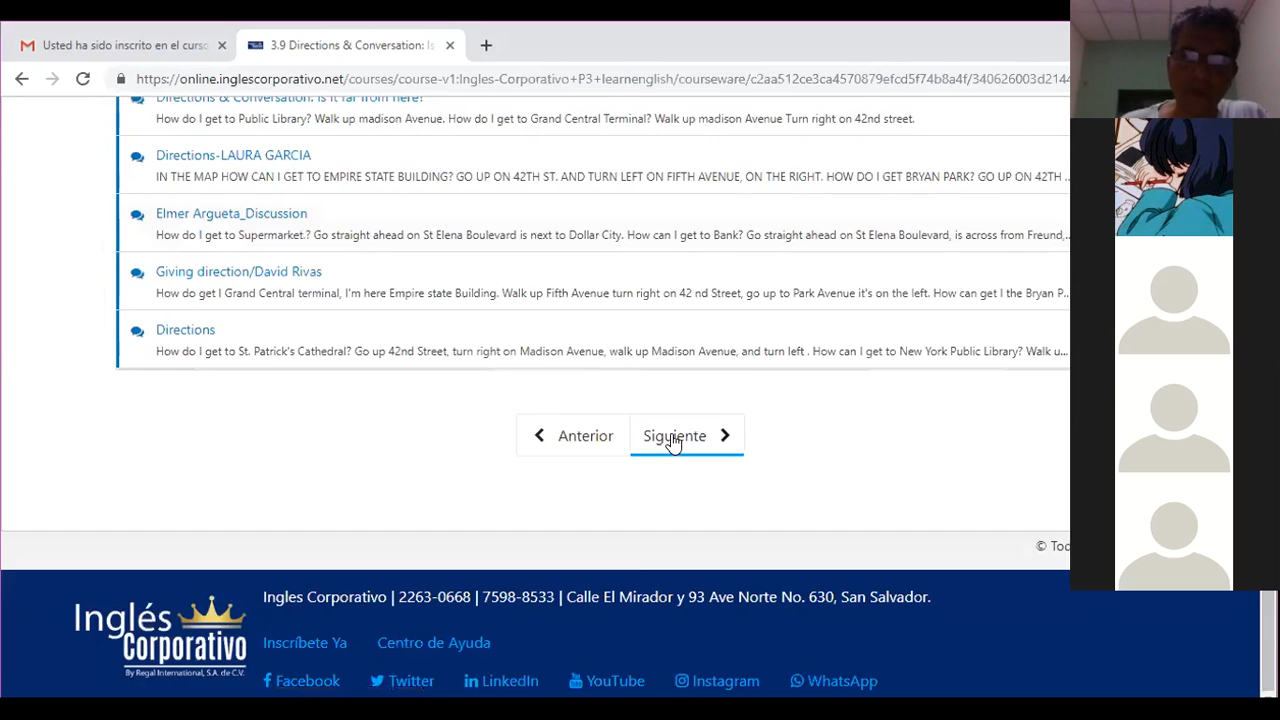 Usted ha sido inscrito en el curso
3.9 Directions & Conversation: Is
https://online.inglescorporativo.net/courses/course-v1:Ingles-Corporativo+P3+learnenglish/courseware/c2aa512ce3ca4570879efcd5f74b8a4f/340626003d2144
Directions & Conversation: Is it far from here?
How do I get to Public Library? Walk up madison Avenue. How do I get to Grand Central Terminal? Walk up madison Avenue Turn right on 42nd street.
Directions-LAURA GARCIA
IN THE MAP HOW CAN I GET TO EMPIRE STATE BUILDING? GO UP ON 42TH ST. AND TURN LEFT ON FIFTH AVENUE, ON THE RIGHT. HOW DO I GET BRYAN PARK? GO UP ON 42TH ...
Elmer Argueta_Discussion
How do I get to Supermarket.? Go straight ahead on St Elena Boulevard is next to Dollar City. How can I get to Bank? Go straight ahead on St Elena Boulevard, is across from Freund,...
Giving direction/David Rivas
How do get I Grand Central terminal, I'm here Empire state Building. Walk up Fifth Avenue turn right on 42 nd Street, go up to Park Avenue it's on the left. How can get I the Bryan P...
Directions
How do I get to St. Patrick's Cathedral? Go up 42nd Street, turn right on Madison Avenue, walk up Madison Avenue, and turn left . How can I get to New York Public Library? Walk u...
Anterior
Siguiente
© Tod
Inglés
Corporativo
By Regal International, S.A. de C.V.
Ingles Corporativo | 2263-0668 | 7598-8533 | Calle El Mirador y 93 Ave Norte No. 630, San Salvador.
Inscríbete Ya
Centro de Ayuda
Facebook
Twitter
LinkedIn
YouTube
Instagram
WhatsApp